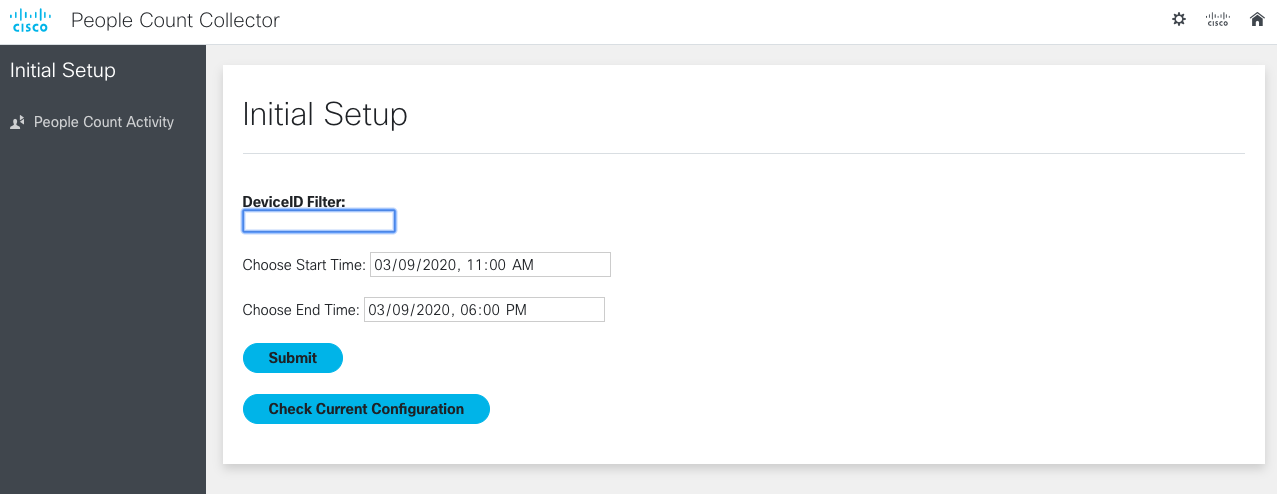 CISCO
People Count Collector
CISCO
Initial Setup
People Count Activity
Initial Setup
DeviceID Filter:
Choose Start Time: 03/09/2020, 11:00 AM
Choose End Time: 03/09/2020, 06:00 PM
Submit
Check Current Configuration